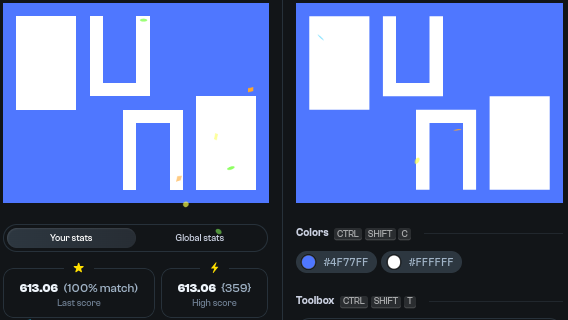 Your stats
Global stats
613.06 (100% match)
Last score
613.06 {359}
High score
Colors CTRL SHIFT C
#4F77FF
#FFFFFF
Toolbox CTRL SHIFT T